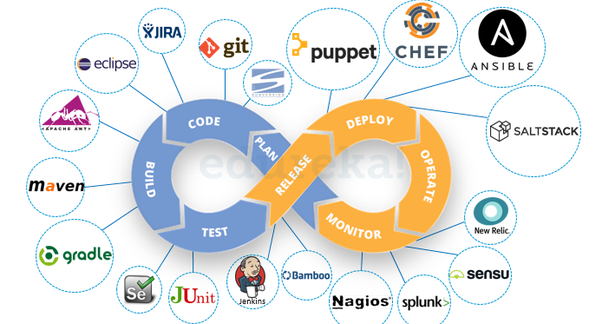 JIRA
git
eclipse
SUBVERSION
puppet
CHEF
ANSIBLE
SALTSTACK
APACHE ANT
maven
gradle
Se
JUnit
Jenkins
Bamboo
Nagios
splunk>
sensu
New Relic.
CODE
PLAN
BUILD
TEST
RELEASE
DEPLOY
OPERATE
MONITOR
edureka!